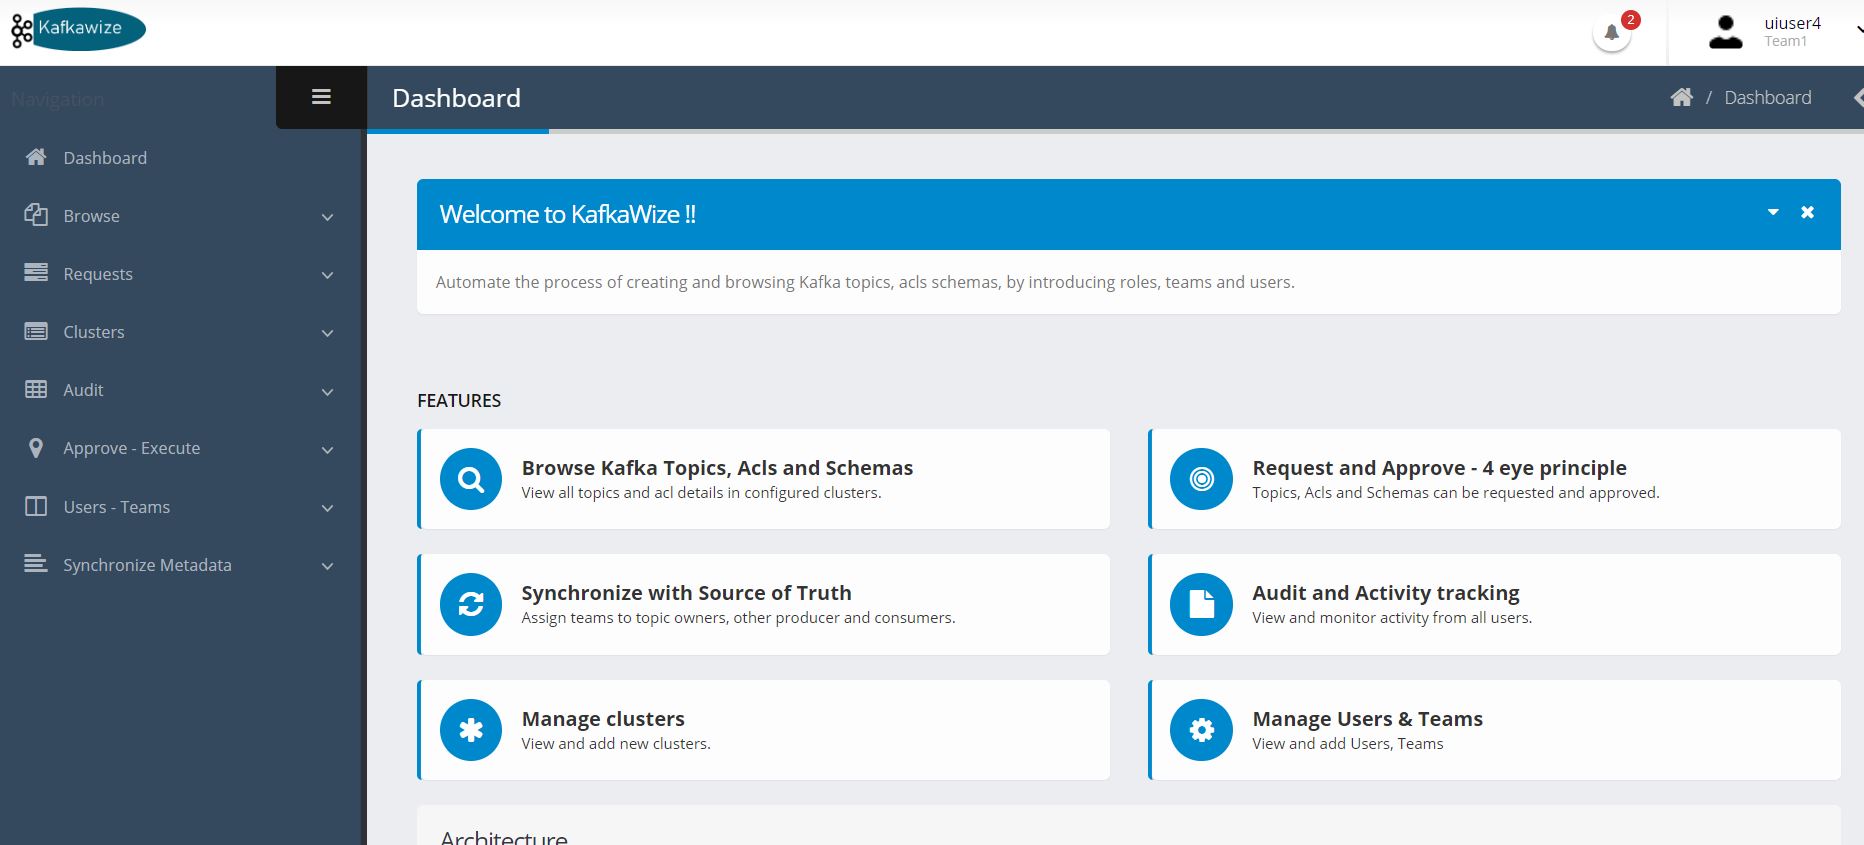 Kafkawize
2
uiuser4
Team1
Navigation
Dashboard
/ Dashboard
Dashboard
Browse
Requests
Clusters
Audit
Approve - Execute
Users - Teams
Synchronize Metadata
Welcome to KafkaWize !!
Automate the process of creating and browsing Kafka topics, acls schemas, by introducing roles, teams and users.
FEATURES
Browse Kafka Topics, Acls and Schemas
View all topics and acl details in configured clusters.
Request and Approve - 4 eye principle
Topics, Acls and Schemas can be requested and approved.
Synchronize with Source of Truth
Assign teams to topic owners, other producer and consumers.
Audit and Activity tracking
View and monitor activity from all users.
Manage clusters
View and add new clusters.
Manage Users & Teams
View and add Users, Teams
Architecture